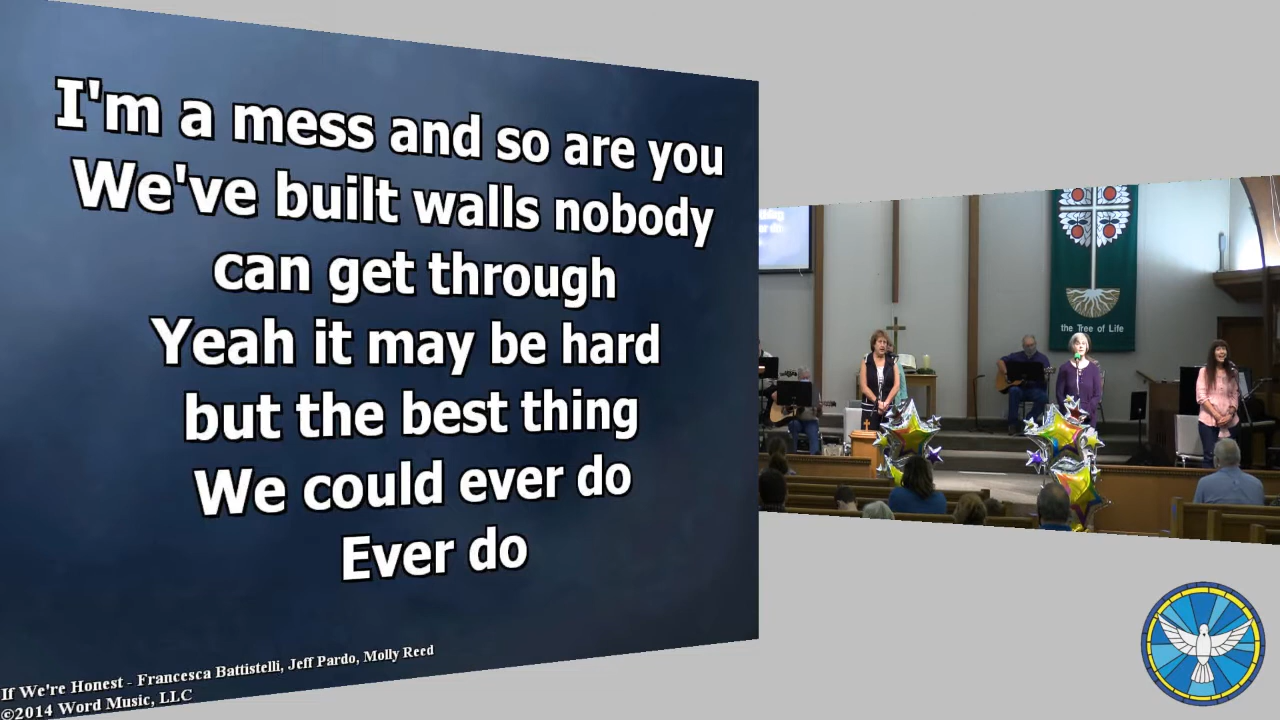 I'm a mess and so are you
We've built walls nobody
can get through
Yeah it may be hard
but the best thing
We could ever do
Ever do
If We're Honest - Francesca Battistelli, Jeff Pardo, Molly Reed
©2014 Word Music, LLC
the Tree of Life